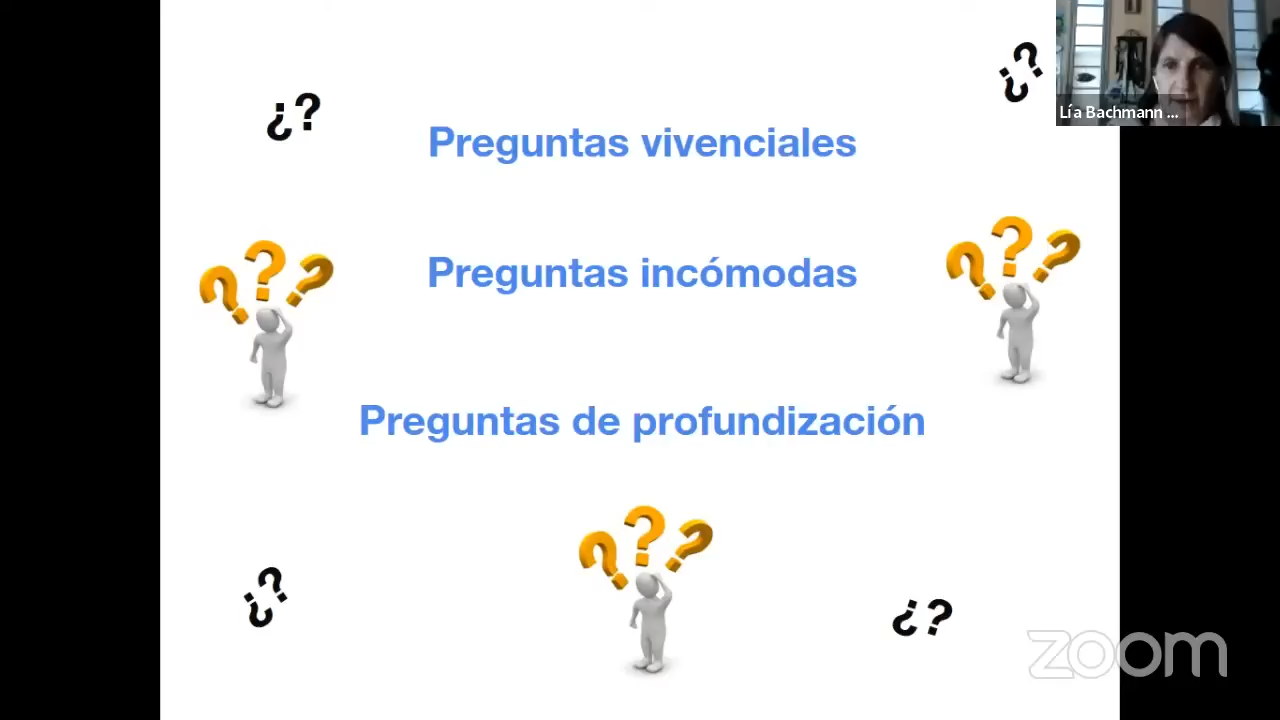 ¿?
¿?
Lía Bachmann ...
Preguntas vivenciales
???
???
Preguntas incómodas
Preguntas de profundización
???
¿?
¿?
zoom